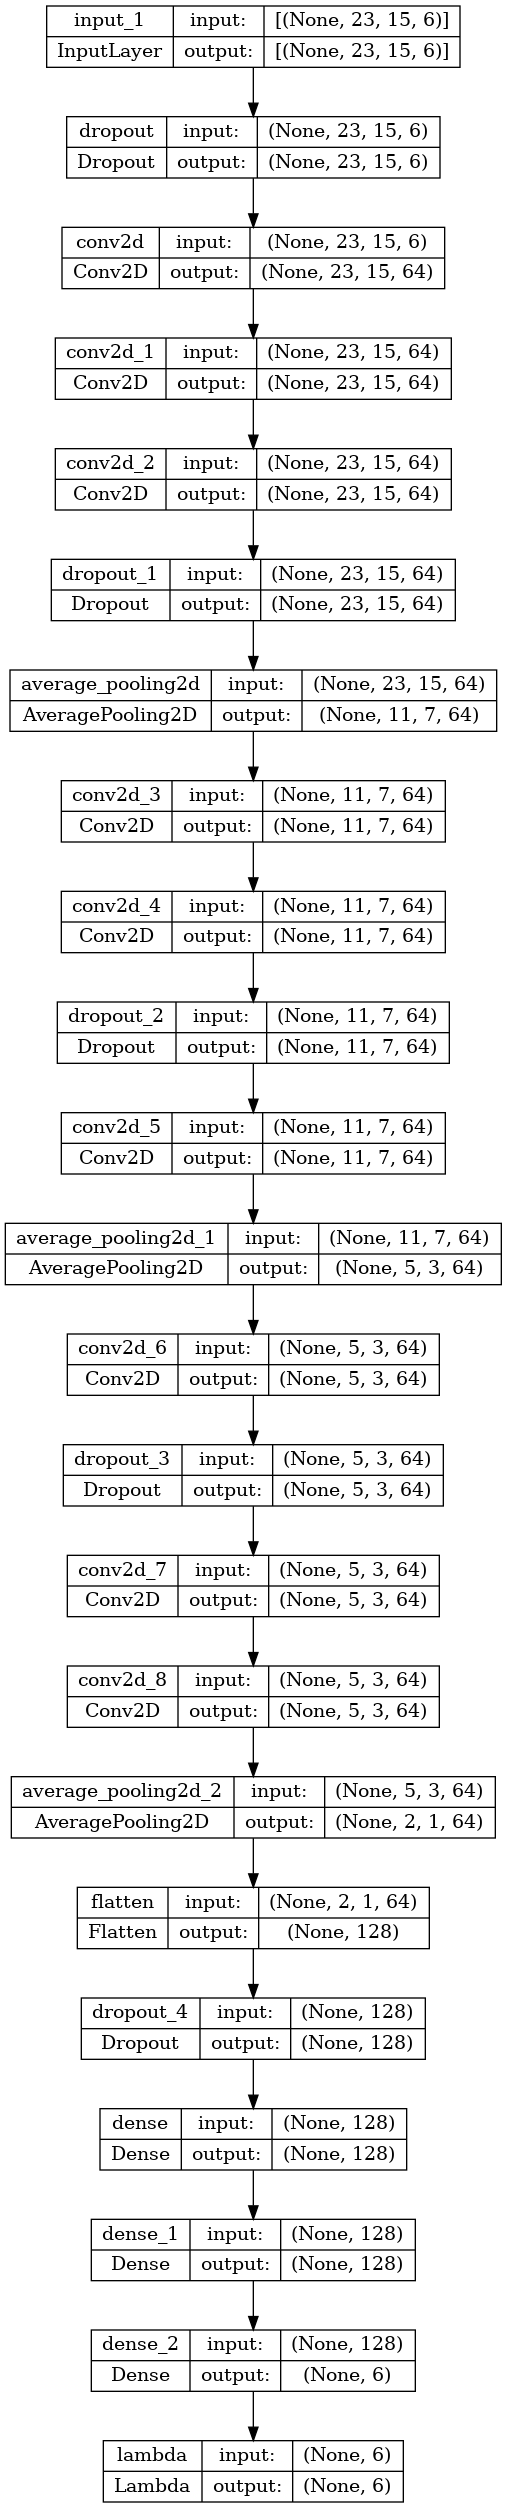 input_1 input: [(None, 23, 15, 6)]
InputLayer output: [(None, 23, 15, 6)]
dropout input: (None, 23, 15, 6)
Dropout output: (None, 23, 15, 6)
conv2d input: (None, 23, 15, 6)
Conv2D output: (None, 23, 15, 64)
conv2d_1 input: (None, 23, 15, 64)
Conv2D output: (None, 23, 15, 64)
conv2d_2 input: (None, 23, 15, 64)
Conv2D output: (None, 23, 15, 64)
dropout_1 input: (None, 23, 15, 64)
Dropout output: (None, 23, 15, 64)
average_pooling2d input: (None, 23, 15, 64)
AveragePooling2D output: (None, 11, 7, 64)
conv2d_3 input: (None, 11, 7, 64)
Conv2D output: (None, 11, 7, 64)
conv2d_4 input: (None, 11, 7, 64)
Conv2D output: (None, 11, 7, 64)
dropout_2 input: (None, 11, 7, 64)
Dropout output: (None, 11, 7, 64)
conv2d_5 input: (None, 11, 7, 64)
Conv2D output: (None, 11, 7, 64)
average_pooling2d_1 input: (None, 11, 7, 64)
AveragePooling2D output: (None, 5, 3, 64)
conv2d_6 input: (None, 5, 3, 64)
Conv2D output: (None, 5, 3, 64)
dropout_3 input: (None, 5, 3, 64)
Dropout output: (None, 5, 3, 64)
conv2d_7 input: (None, 5, 3, 64)
Conv2D output: (None, 5, 3, 64)
conv2d_8 input: (None, 5, 3, 64)
Conv2D output: (None, 5, 3, 64)
average_pooling2d_2 input: (None, 5, 3, 64)
AveragePooling2D output: (None, 2, 1, 64)
flatten input: (None, 2, 1, 64)
Flatten output: (None, 128)
dropout_4 input: (None, 128)
Dropout output: (None, 128)
dense input: (None, 128)
Dense output: (None, 128)
dense_1 input: (None, 128)
Dense output: (None, 128)
dense_2 input: (None, 128)
Dense output: (None, 6)
lambda input: (None, 6)
Lambda output: (None, 6)